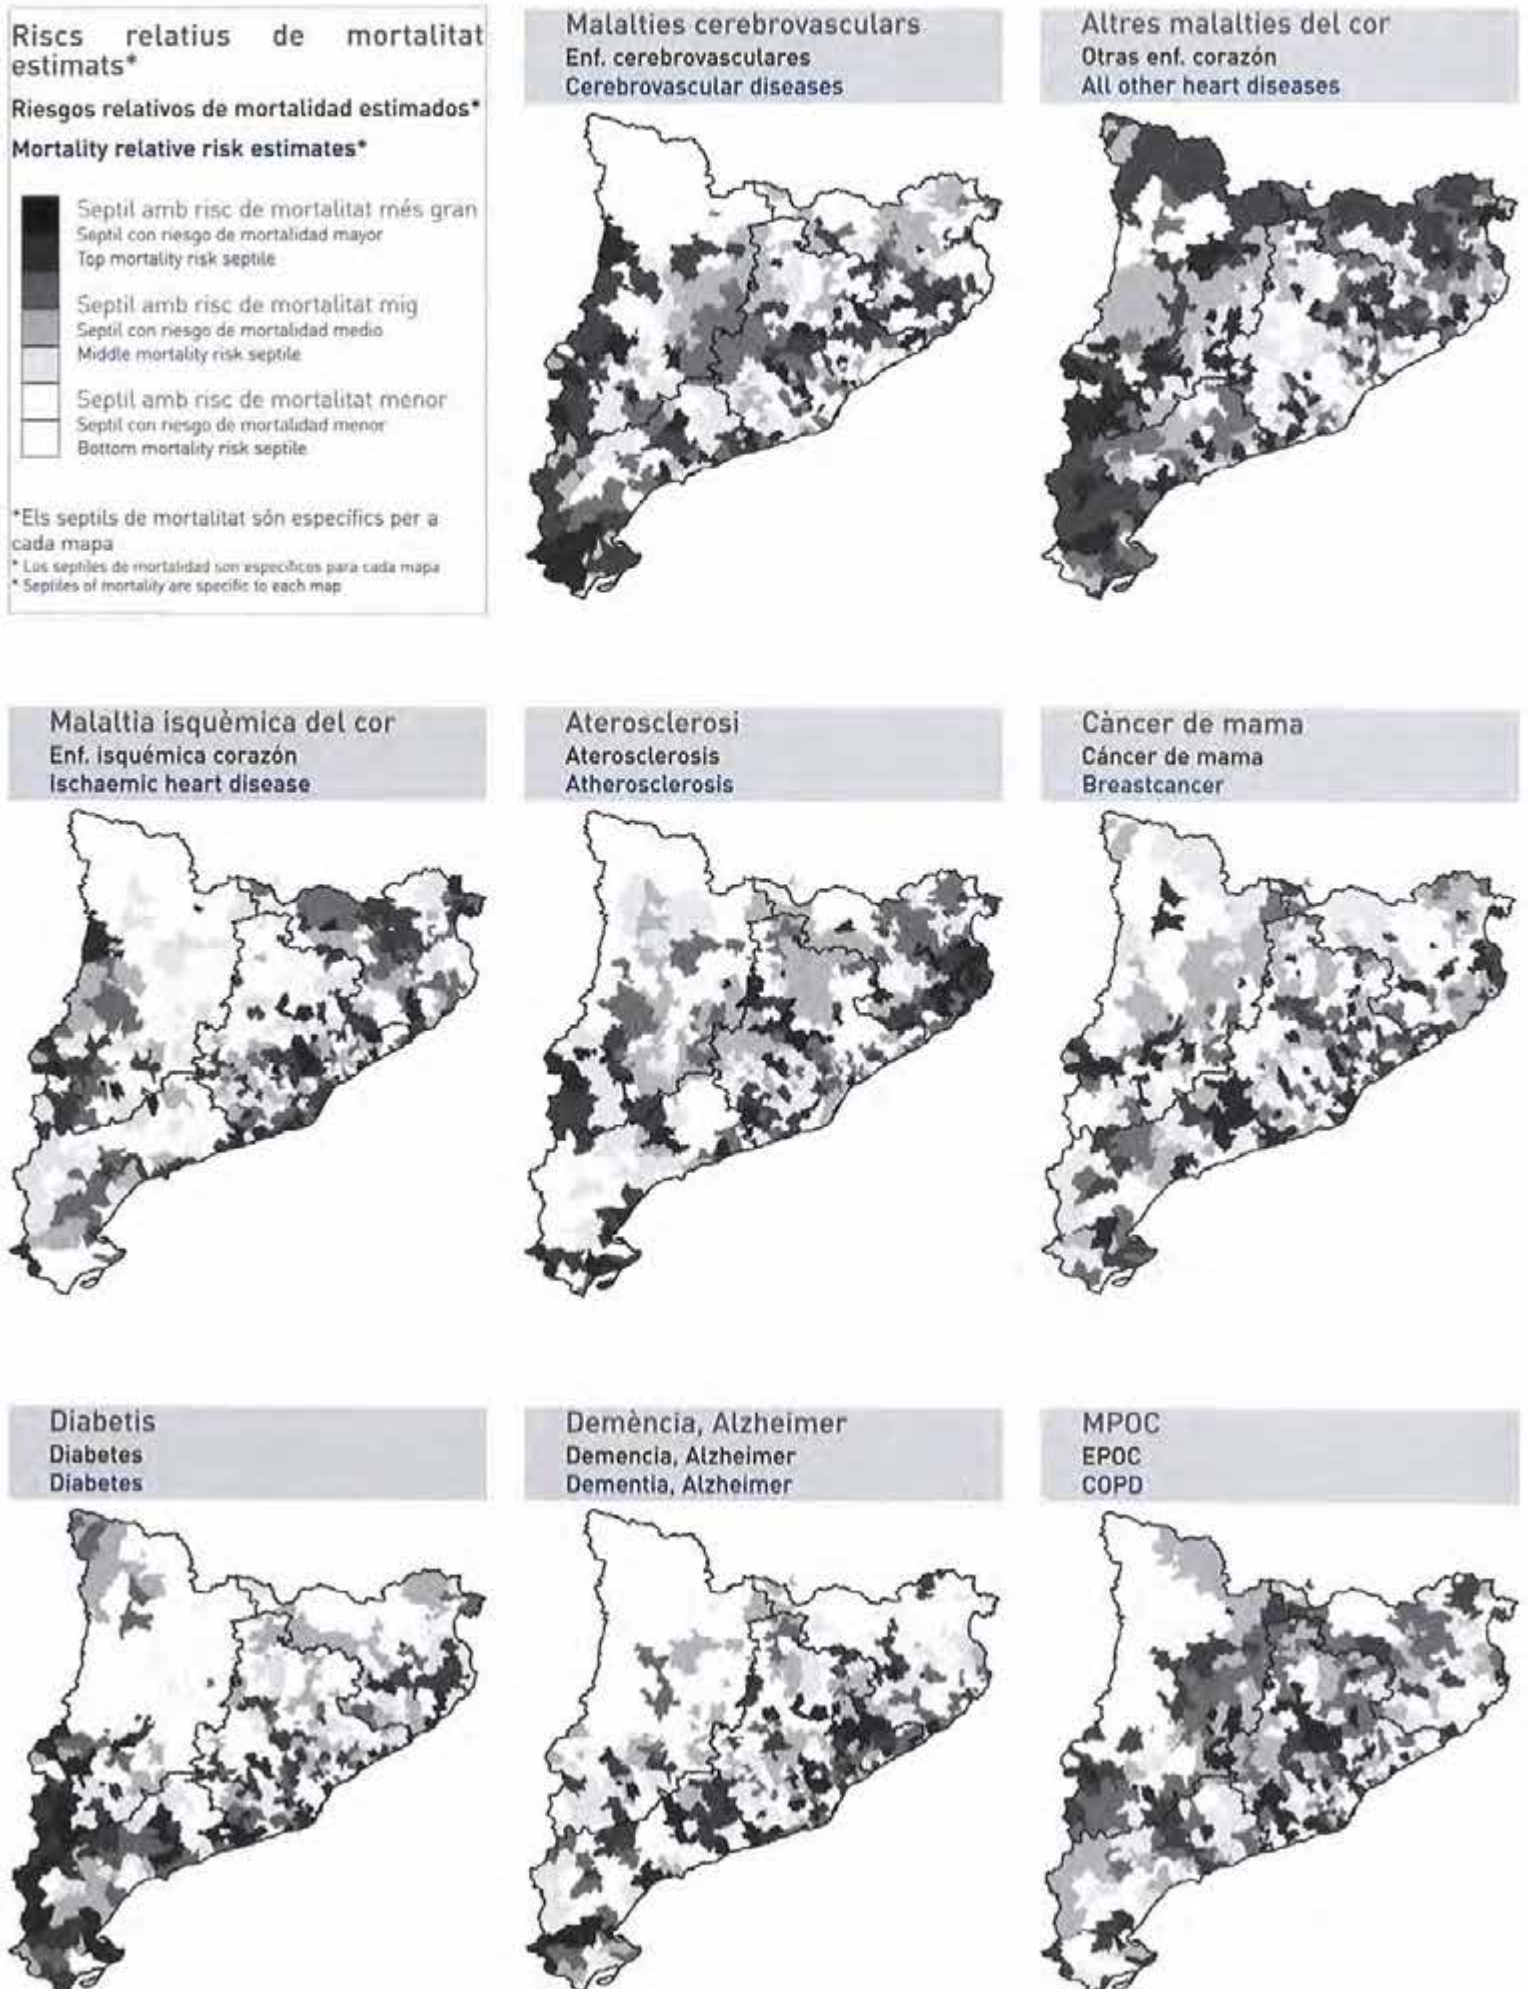 Riscs relatius de mortalitat
estimats*
Riesgos relativos de mortalidad estimados*
Mortality relative risk estimates*
Septil amb risc de mortalitat més gran
Septil con riesgo de mortalidad mayor
Top mortality risk septile
Septil amb risc de mortalitat mig
Septil con riesgo de mortalidad medio
Middle mortality risk septile
Septil amb risc de mortalitat menor
Septil con riesgo de mortalidad menor
Bottom mortality risk septile
*Els septils de mortalitat són específics per a
cada mapa
* Los septiles de mortalidad son específicos para cada mapa
* Septiles of mortality are specific to each map
Malalties cerebrovasculars
Enf. cerebrovasculares
Cerebrovascular diseases
Altres malalties del cor
Otras enf. corazón
All other heart diseases
Malaltia isquèmica del cor
Enf. isquémica corazón
Ischaemic heart disease
Aterosclerosi
Aterosclerosis
Atherosclerosis
Càncer de mama
Cáncer de mama
Breastcancer
Diabetis
Diabetes
Diabetes
Demència, Alzheimer
Demencia, Alzheimer
Dementia, Alzheimer
MPOC
EPOC
COPD